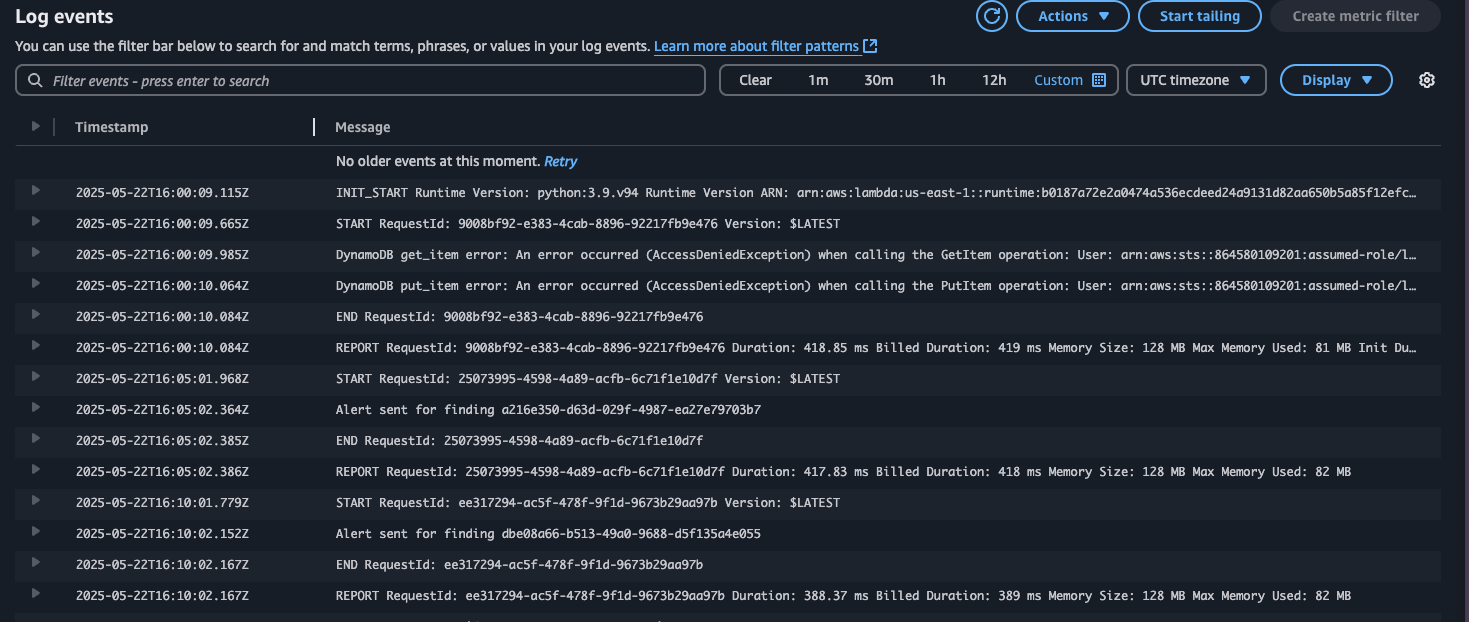 Log events
Actions
Start tailing
Create metric filter
You can use the filter bar below to search for and match terms, phrases, or values in your log events. Learn more about filter patterns
Filter events - press enter to search
Clear 1m 30m 1h 12h Custom
UTC timezone
Display
Timestamp Message
No older events at this moment. Retry
2025-05-22T16:00:09.115Z INIT_START Runtime Version: python:3.9.v94 Runtime Version ARN: arn:aws:lambda:us-east-1::runtime:b0187a72e2a0474a536ecdeed24a9131d82aa650b5a85f12efc…
2025-05-22T16:00:09.665Z START RequestId: 9008bf92-e383-4cab-8896-92217fb9e476 Version: $LATEST
2025-05-22T16:00:09.985Z DynamoDB get_item error: An error occurred (AccessDeniedException) when calling the GetItem operation: User: arn:aws:sts::864580109201:assumed-role/l…
2025-05-22T16:00:10.064Z DynamoDB put_item error: An error occurred (AccessDeniedException) when calling the PutItem operation: User: arn:aws:sts::864580109201:assumed-role/l…
2025-05-22T16:00:10.084Z END RequestId: 9008bf92-e383-4cab-8896-92217fb9e476
2025-05-22T16:00:10.084Z REPORT RequestId: 9008bf92-e383-4cab-8896-92217fb9e476 Duration: 418.85 ms Billed Duration: 419 ms Memory Size: 128 MB Max Memory Used: 81 MB Init Du…
2025-05-22T16:05:01.968Z START RequestId: 25073995-4598-4a89-acfb-6c71f1e10d7f Version: $LATEST
2025-05-22T16:05:02.364Z Alert sent for finding a216e350-d63d-029f-4987-ea27e79703b7
2025-05-22T16:05:02.385Z END RequestId: 25073995-4598-4a89-acfb-6c71f1e10d7f
2025-05-22T16:05:02.386Z REPORT RequestId: 25073995-4598-4a89-acfb-6c71f1e10d7f Duration: 417.83 ms Billed Duration: 418 ms Memory Size: 128 MB Max Memory Used: 82 MB
2025-05-22T16:10:01.779Z START RequestId: ee317294-ac5f-478f-9f1d-9673b29aa97b Version: $LATEST
2025-05-22T16:10:02.152Z Alert sent for finding dbe08a66-b513-49a0-9688-d5f135a4e055
2025-05-22T16:10:02.167Z END RequestId: ee317294-ac5f-478f-9f1d-9673b29aa97b
2025-05-22T16:10:02.167Z REPORT RequestId: ee317294-ac5f-478f-9f1d-9673b29aa97b Duration: 388.37 ms Billed Duration: 389 ms Memory Size: 128 MB Max Memory Used: 82 MB